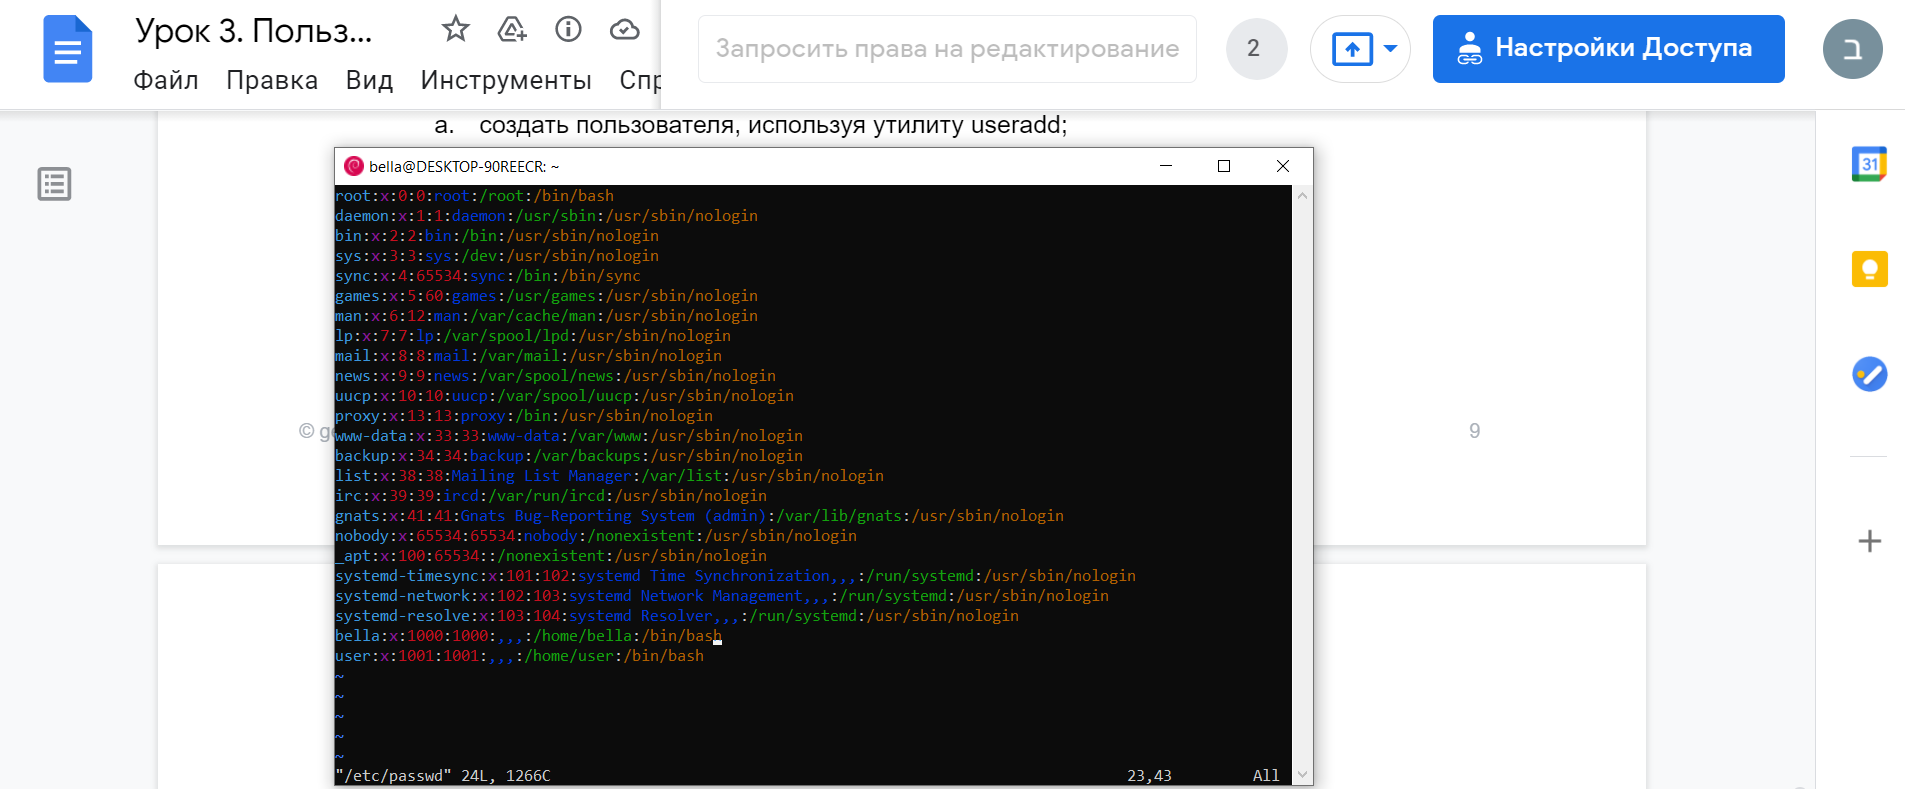 Урок 3. Польз...
Файл Правка Вид Инструменты Спр
Запросить права на редактирование
2
Настройки Доступа
ב
31
a. создать пользователя, используя утилиту useradd;
bella@DESKTOP-90REECR: ~
root:x:0:0:root:/root:/bin/bash
daemon:x:1:1:daemon:/usr/sbin:/usr/sbin/nologin
bin:x:2:2:bin:/bin:/usr/sbin/nologin
sys:x:3:3:sys:/dev:/usr/sbin/nologin
sync:x:4:65534:sync:/bin:/bin/sync
games:x:5:60:games:/usr/games:/usr/sbin/nologin
man:x:6:12:man:/var/cache/man:/usr/sbin/nologin
lp:x:7:7:lp:/var/spool/lpd:/usr/sbin/nologin
mail:x:8:8:mail:/var/mail:/usr/sbin/nologin
news:x:9:9:news:/var/spool/news:/usr/sbin/nologin
uucp:x:10:10:uucp:/var/spool/uucp:/usr/sbin/nologin
proxy:x:13:13:proxy:/bin:/usr/sbin/nologin
www-data:x:33:33:www-data:/var/www:/usr/sbin/nologin
backup:x:34:34:backup:/var/backups:/usr/sbin/nologin
list:x:38:38:Mailing List Manager:/var/list:/usr/sbin/nologin
irc:x:39:39:ircd:/var/run/ircd:/usr/sbin/nologin
gnats:x:41:41:Gnats Bug-Reporting System (admin):/var/lib/gnats:/usr/sbin/nologin
nobody:x:65534:65534:nobody:/nonexistent:/usr/sbin/nologin
_apt:x:100:65534::/nonexistent:/usr/sbin/nologin
systemd-timesync:x:101:102:systemd Time Synchronization,,,:/run/systemd:/usr/sbin/nologin
systemd-network:x:102:103:systemd Network Management,,,:/run/systemd:/usr/sbin/nologin
systemd-resolve:x:103:104:systemd Resolver,,,:/run/systemd:/usr/sbin/nologin
bella:x:1000:1000:,,,:/home/bella:/bin/bash
user:x:1001:1001:,,,:/home/user:/bin/bash
~
~
~
~
~
"/etc/passwd" 24L, 1266C 23,43 All
© ge
9